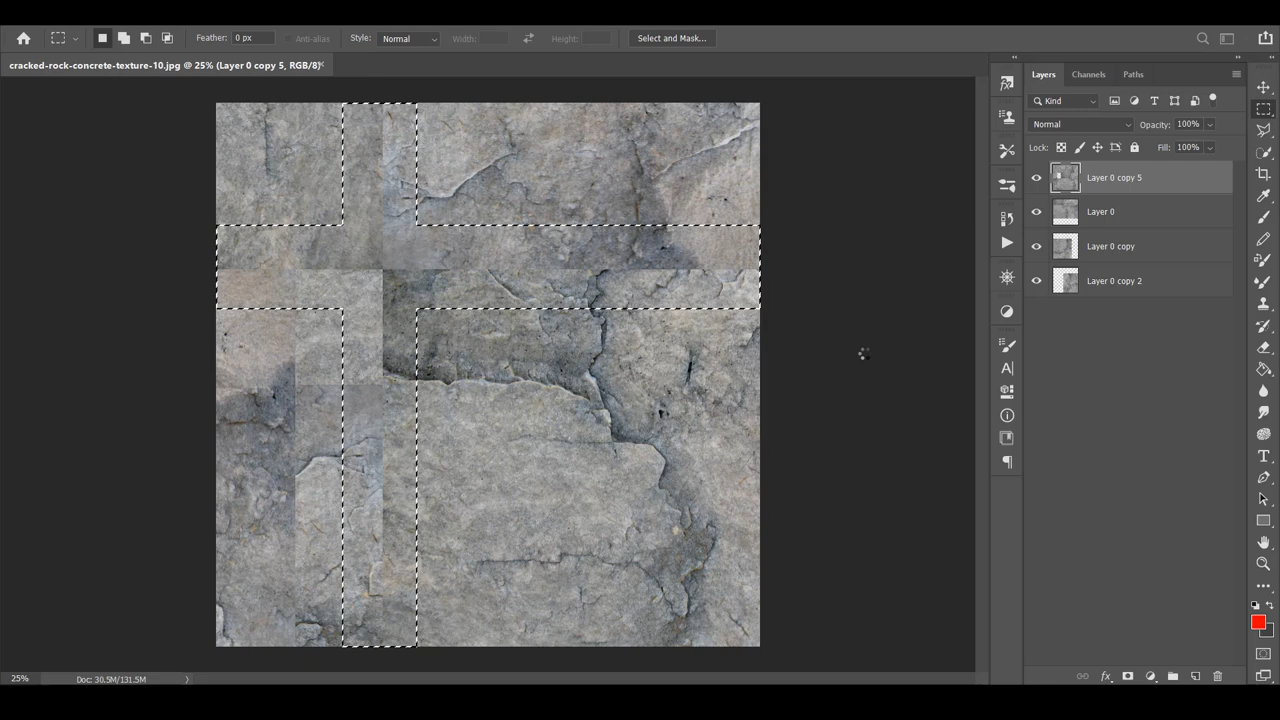 Feather: 0 px Anti-alias Style: Normal Width: Height: Select and Mask...
cracked-rock-concrete-texture-10.jpg @ 25% (Layer 0 copy 5, RGB/8)
Layers Channels Paths
Kind
Normal Opacity: 100%
Lock: Fill: 100%
Layer 0 copy 5
Layer 0
Layer 0 copy
Layer 0 copy 2
25% Doc: 30.5M/131.5M